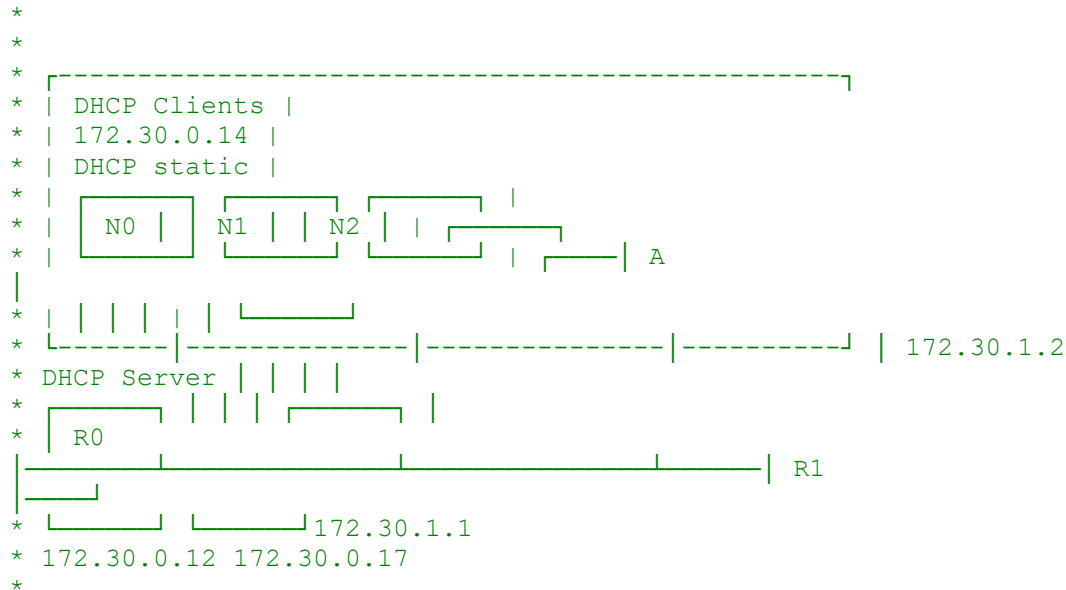 *
*
* ┌-------------------------------------------------┐
* | DHCP Clients |
* | 172.30.0.14 |
* | DHCP static |
* | ┌──────┐ ┌──────┐ ┌──────┐ |
* | │ N0 │ │ N1 │ │ N2 │ | ┌──────┐
* | └──────┘ └──────┘ └──────┘ | ┌────│ A
│
* | │ │ │ | │ └──────┘
* └-------│--------------│---------------│----------┘ │ 172.30.1.2
* DHCP Server │ │ │ │
* ┌──────┐ │ │ │ ┌──────┐ │
* │ R0
│────────┴──────────────┴───────────────┴──────│ R1
│────┘
* └──────┘ └──────┘172.30.1.1
* 172.30.0.12 172.30.0.17
*